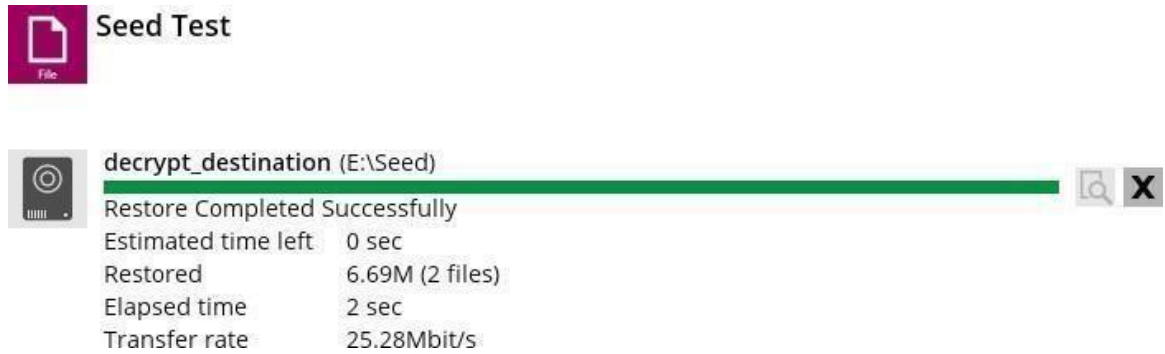 Seed Test
File
decrypt_destination (E:\Seed)
Restore Completed Successfully
Estimated time left 0 sec
Restored 6.69M (2 files)
Elapsed time 2 sec
Transfer rate 25.28Mbit/s
X